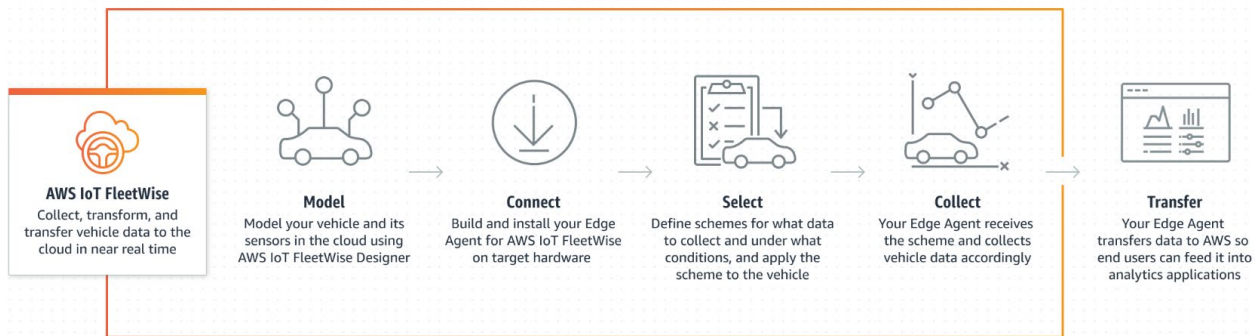 AWS IoT FleetWise
Collect, transform, and
transfer vehicle data to the
cloud in near real time
Model
Model your vehicle and its
sensors in the cloud using
AWS IoT FleetWise Designer
Connect
Build and install your Edge
Agent for AWS IoT FleetWise
on target hardware
Select
Define schemes for what data
to collect and under what
conditions, and apply the
scheme to the vehicle
Collect
Your Edge Agent receives
the scheme and collects
vehicle data accordingly
Transfer
Your Edge Agent
transfers data to AWS so
end users can feed it into
analytics applications